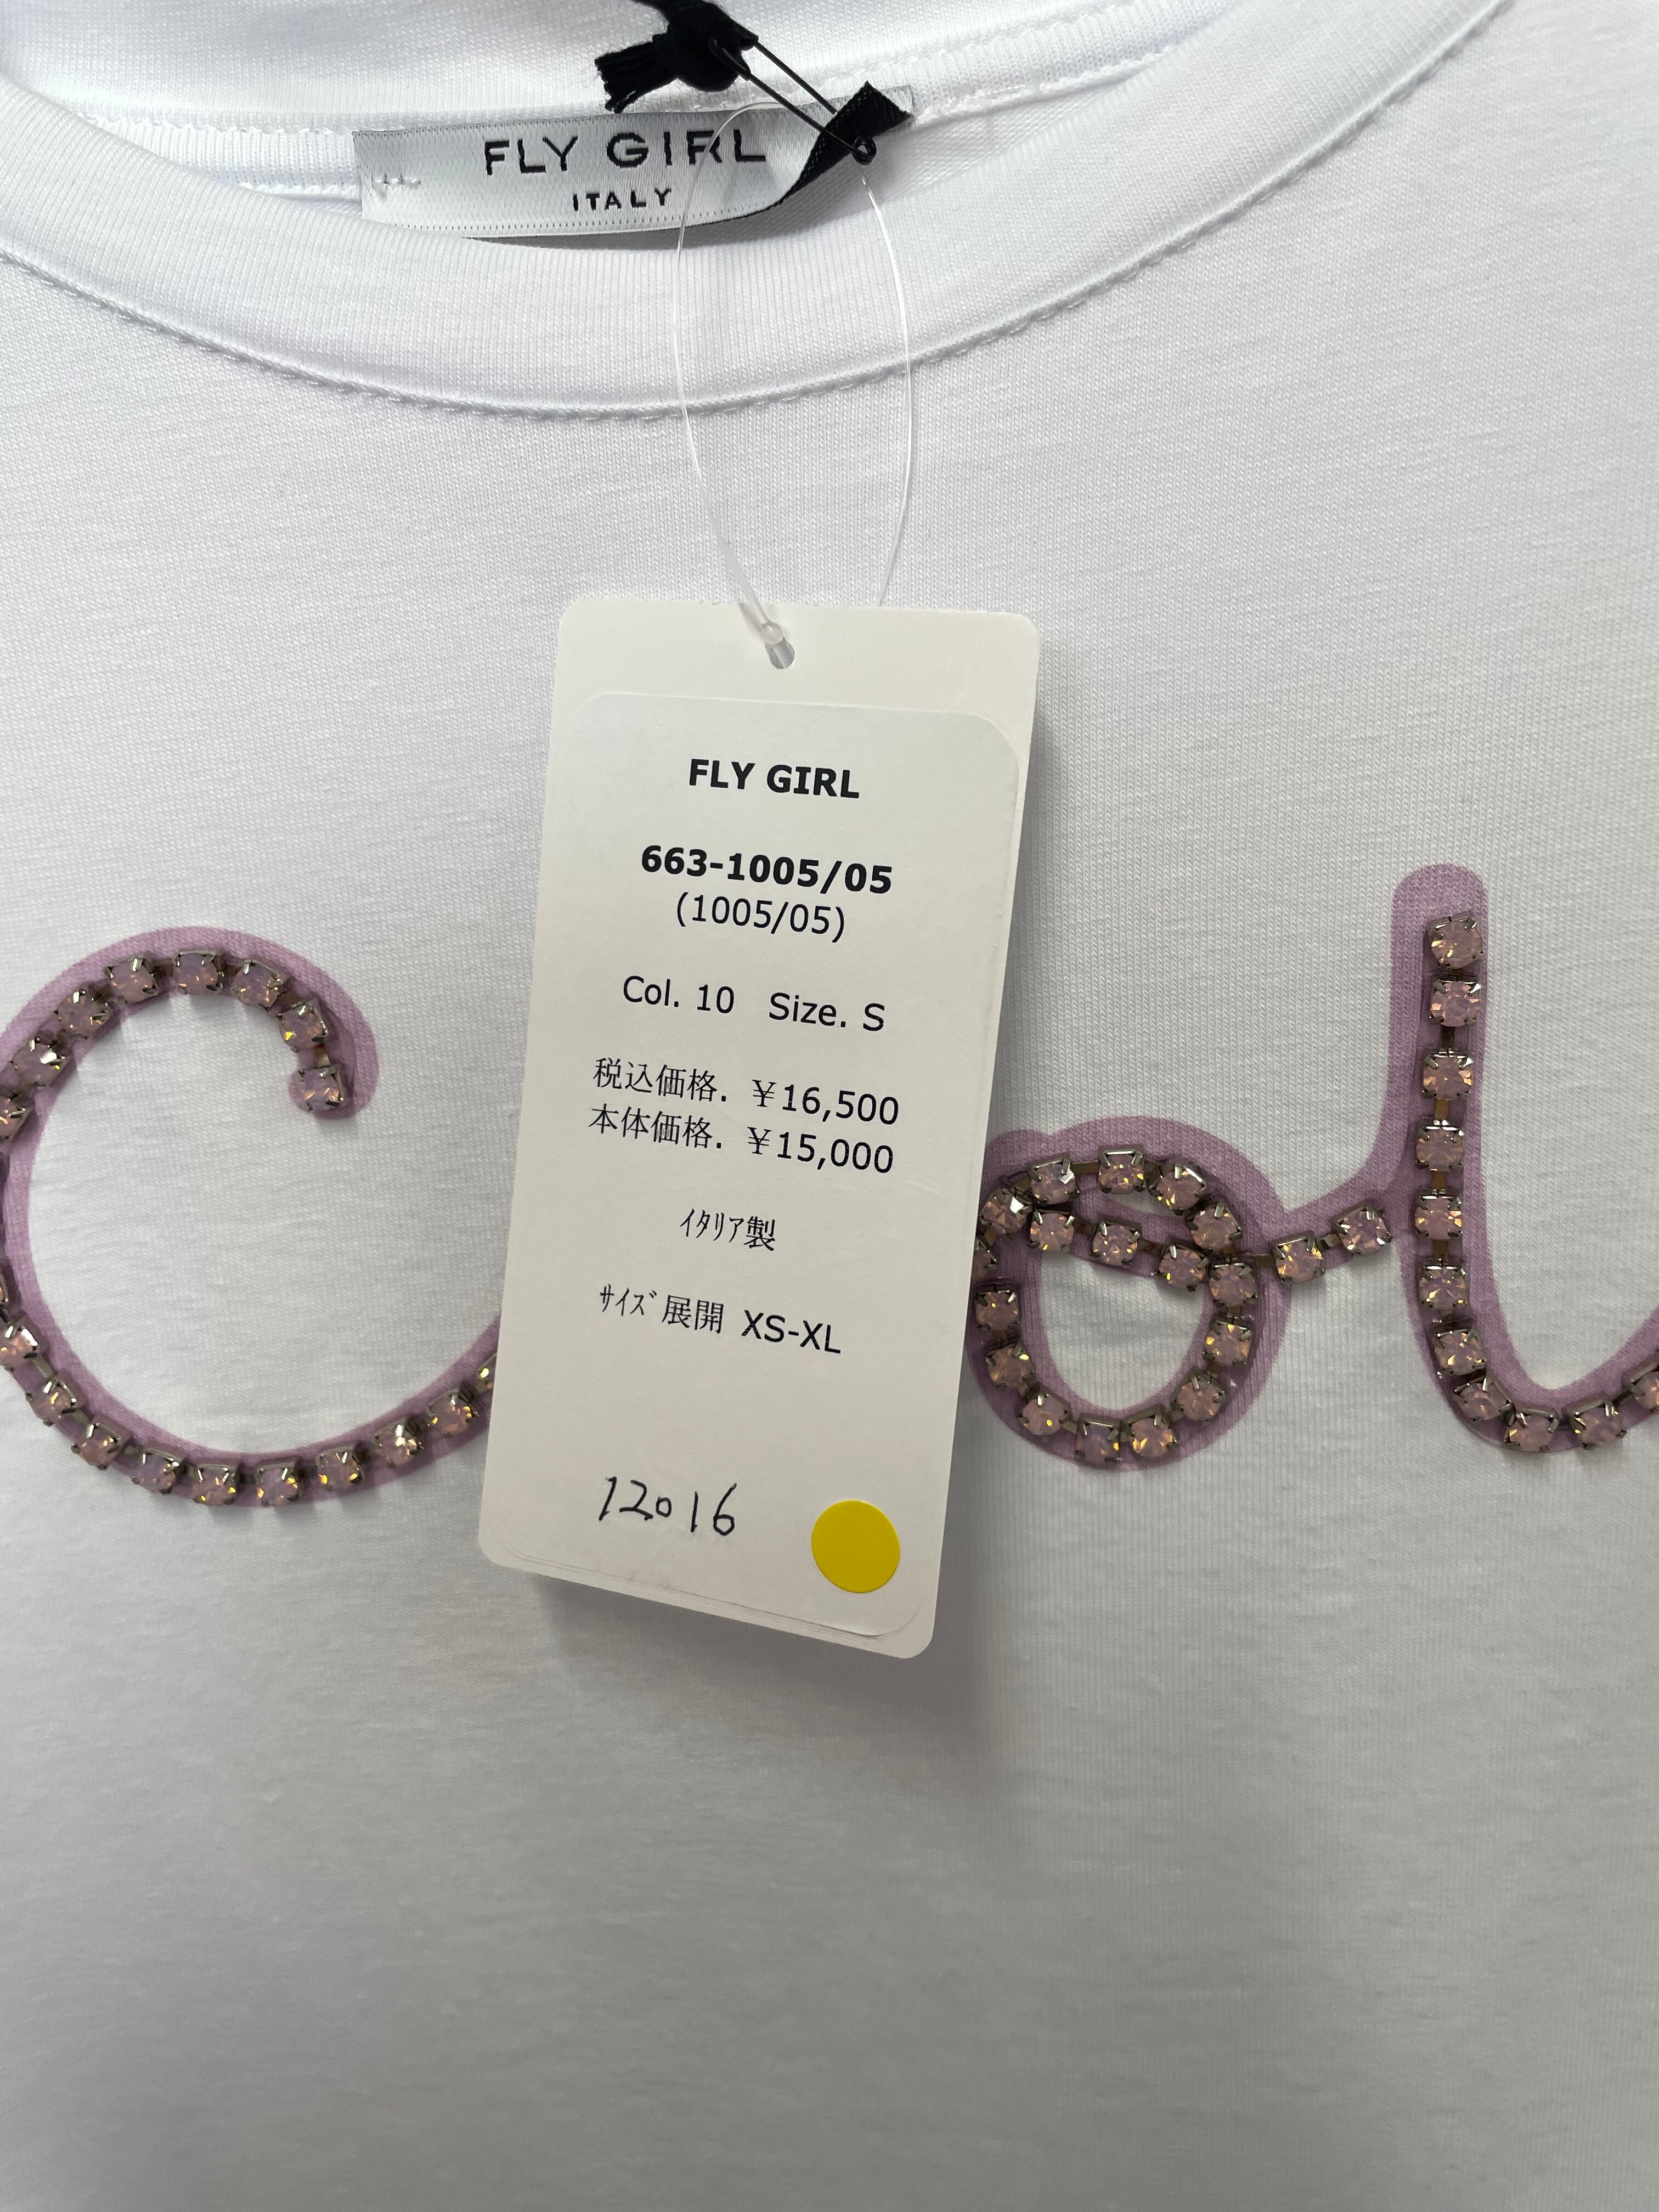 FLY GIRL
ITALY
FLY GIRL
663-1005/05
(1005/05)
Col. 10 Size. S
税込価格. ¥16,500
本体価格. ¥15,000
ｲﾀﾘｱ製
ｻｲｽﾞ展開 XS-XL
12016